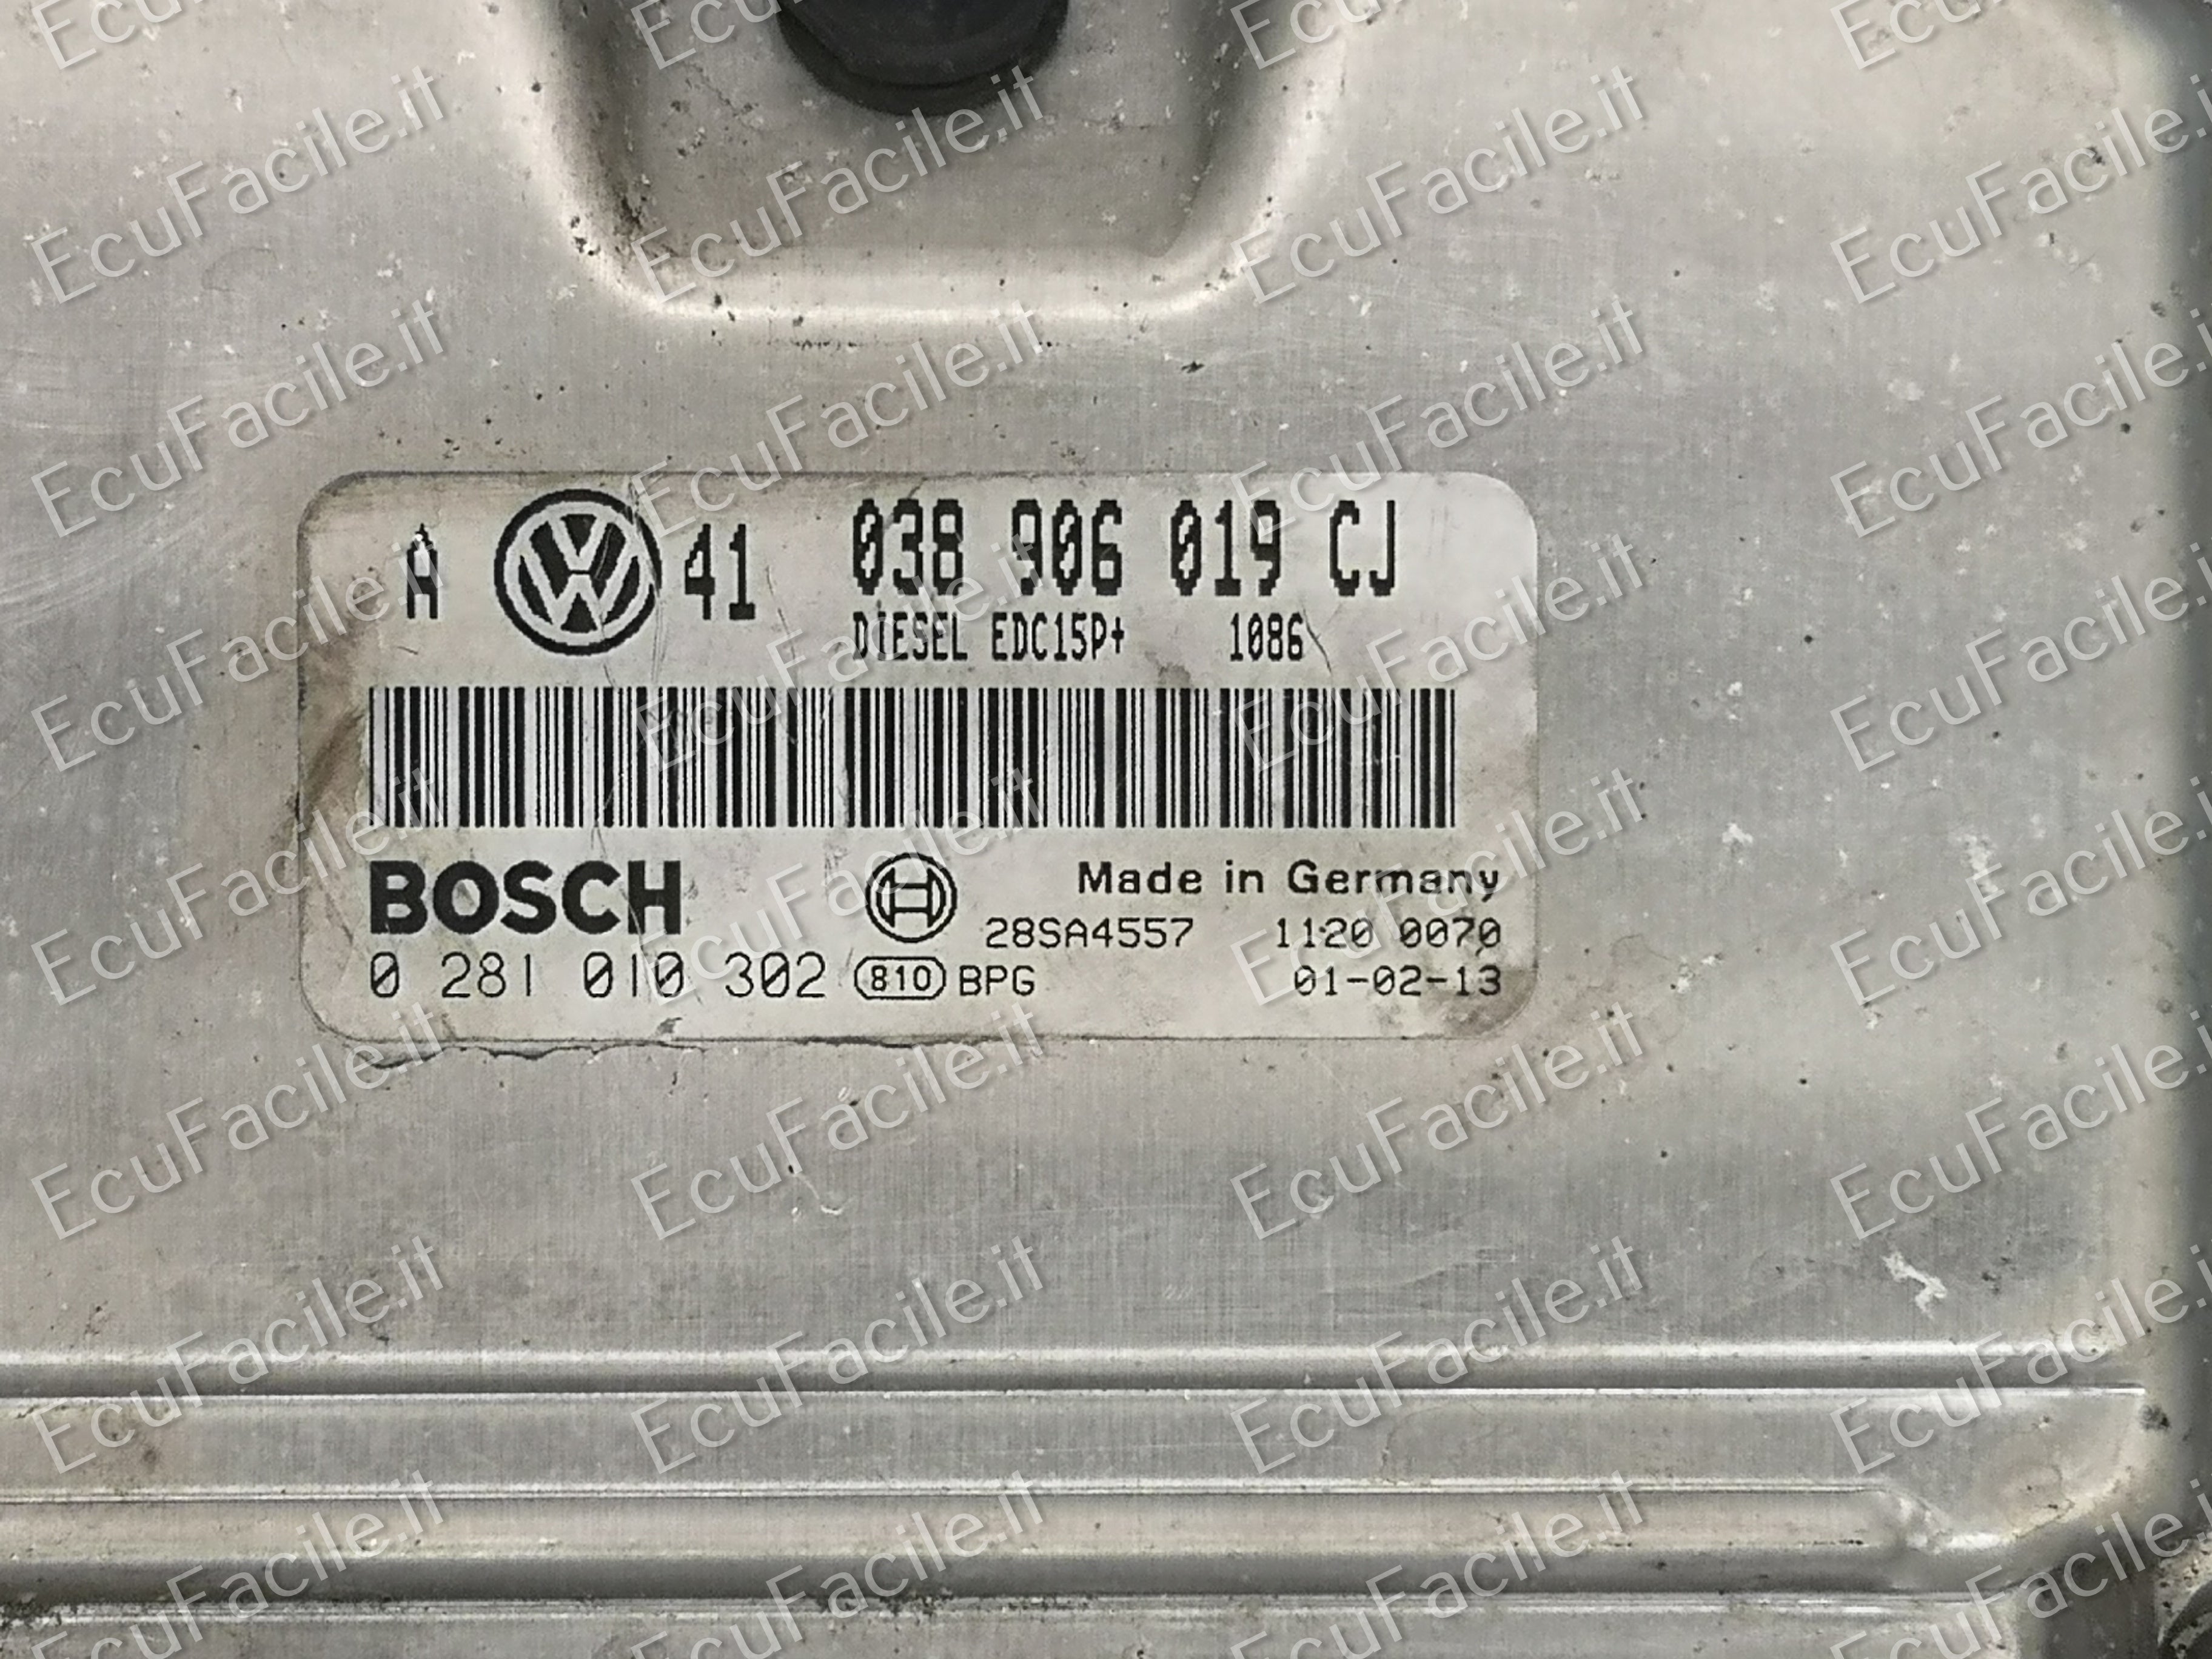 A VW 41 038 906 019 CJ
DIESEL EDC15P+ 1086
BOSCH Made in Germany
28SA4557 1120 0070
0 281 010 302 810 BPG 01-02-13
EcuFacile.it